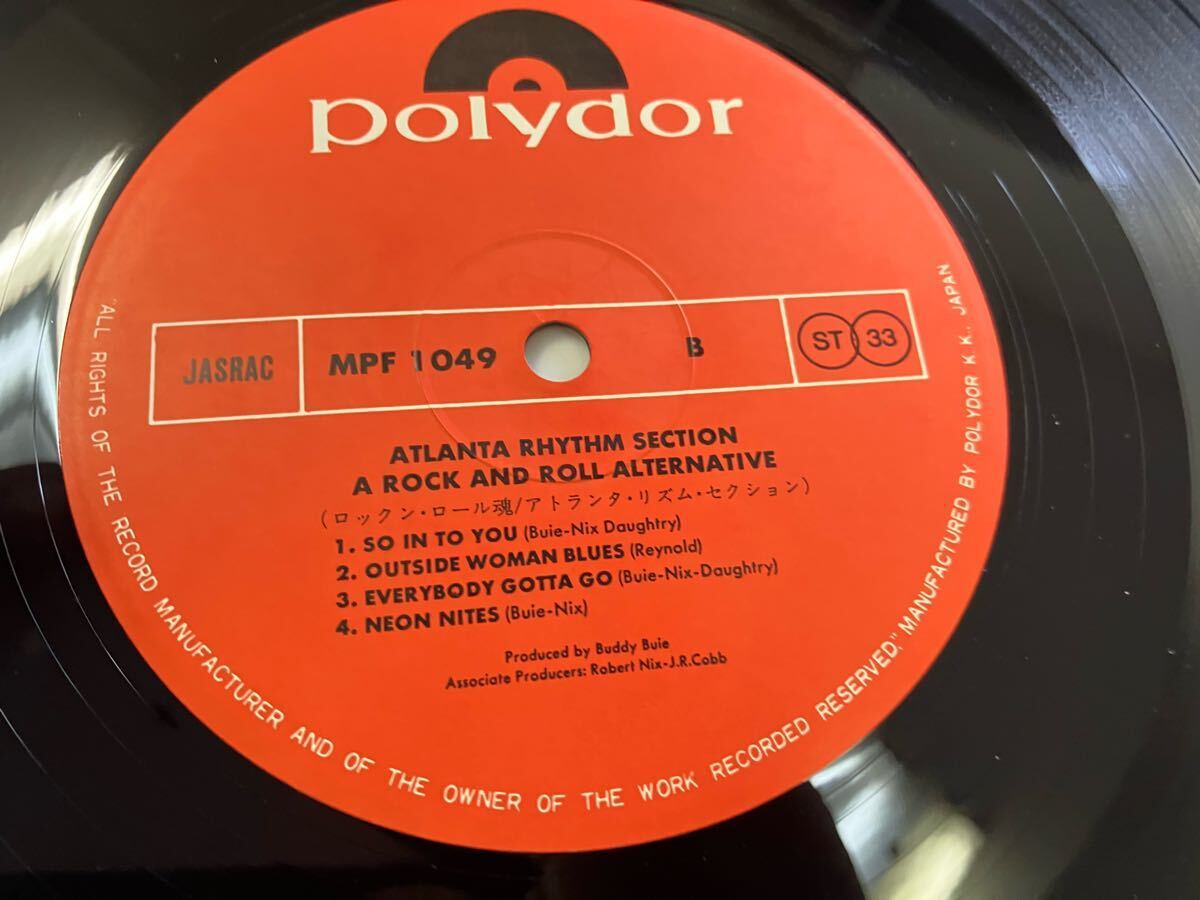 polydor
JASRAC
MPF 1049
B
ST 33
ATLANTA RHYTHM SECTION
A ROCK AND ROLL ALTERNATIVE
(ロックン・ロール魂/アトランタ・リズム・セクション)
1. SO IN TO YOU (Buie-Nix Daughtry)
2. OUTSIDE WOMAN BLUES (Reynold)
3. EVERYBODY GOTTA GO (Buie-Nix-Daughtry)
4. NEON NITES (Buie-Nix)
Produced by Buddy Buie
Associate Producers: Robert Nix-J.R.Cobb
"ALL RIGHTS OF THE RECORD MANUFACTURER AND OF THE OWNER OF THE WORK RECORDED RESERVED." MANUFACTURED BY POLYDOR K.K., JAPAN